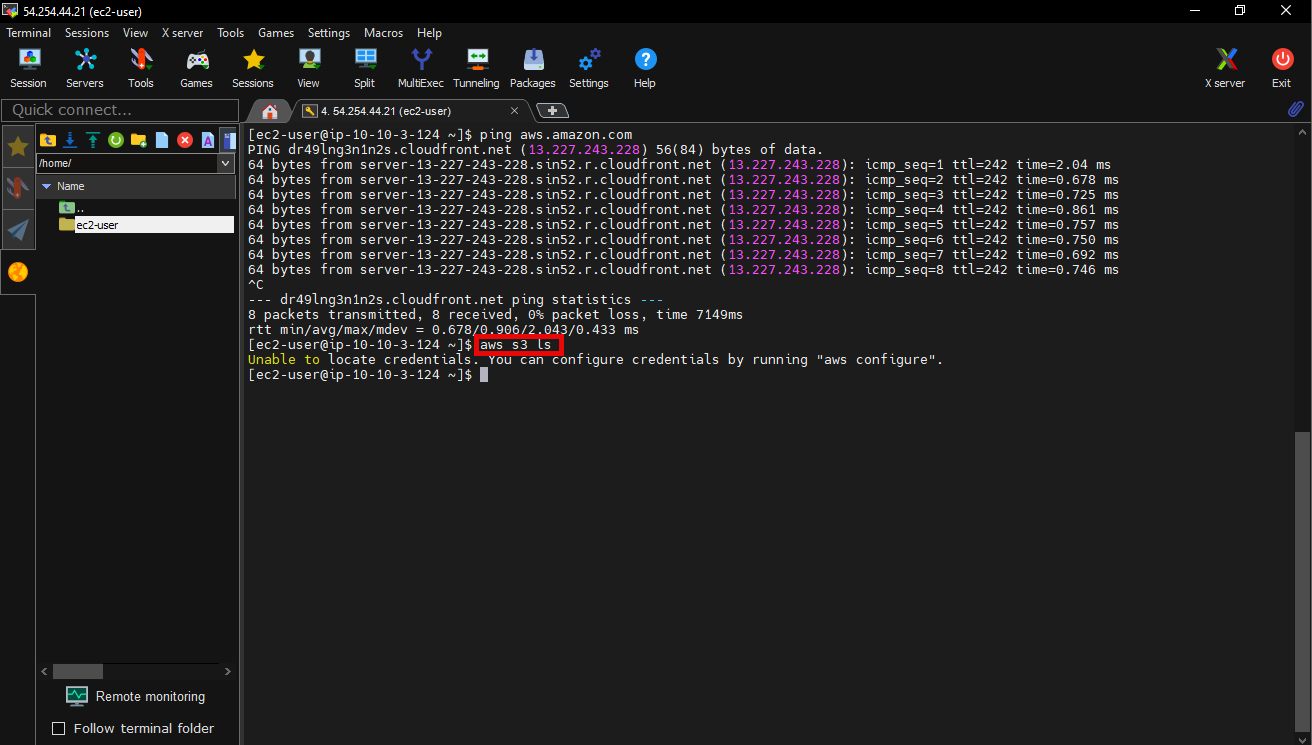 54.254.44.21 (ec2-user)
Terminal Sessions View X server Tools Games Settings Macros Help
Session Servers Tools Games Sessions View Split MultiExec Tunneling Packages Settings Help X server Exit
Quick connect...
4. 54.254.44.21 (ec2-user)
/home/
Name
..
ec2-user
[ec2-user@ip-10-10-3-124 ~]$ ping aws.amazon.com
PING dr49lng3n1n2s.cloudfront.net (13.227.243.228) 56(84) bytes of data.
64 bytes from server-13-227-243-228.sin52.r.cloudfront.net (13.227.243.228): icmp_seq=1 ttl=242 time=2.04 ms
64 bytes from server-13-227-243-228.sin52.r.cloudfront.net (13.227.243.228): icmp_seq=2 ttl=242 time=0.678 ms
64 bytes from server-13-227-243-228.sin52.r.cloudfront.net (13.227.243.228): icmp_seq=3 ttl=242 time=0.725 ms
64 bytes from server-13-227-243-228.sin52.r.cloudfront.net (13.227.243.228): icmp_seq=4 ttl=242 time=0.861 ms
64 bytes from server-13-227-243-228.sin52.r.cloudfront.net (13.227.243.228): icmp_seq=5 ttl=242 time=0.757 ms
64 bytes from server-13-227-243-228.sin52.r.cloudfront.net (13.227.243.228): icmp_seq=6 ttl=242 time=0.750 ms
64 bytes from server-13-227-243-228.sin52.r.cloudfront.net (13.227.243.228): icmp_seq=7 ttl=242 time=0.692 ms
64 bytes from server-13-227-243-228.sin52.r.cloudfront.net (13.227.243.228): icmp_seq=8 ttl=242 time=0.746 ms
^C
--- dr49lng3n1n2s.cloudfront.net ping statistics ---
8 packets transmitted, 8 received, 0% packet loss, time 7149ms
rtt min/avg/max/mdev = 0.678/0.906/2.043/0.433 ms
[ec2-user@ip-10-10-3-124 ~]$ aws s3 ls
Unable to locate credentials. You can configure credentials by running "aws configure".
[ec2-user@ip-10-10-3-124 ~]$
Remote monitoring
Follow terminal folder